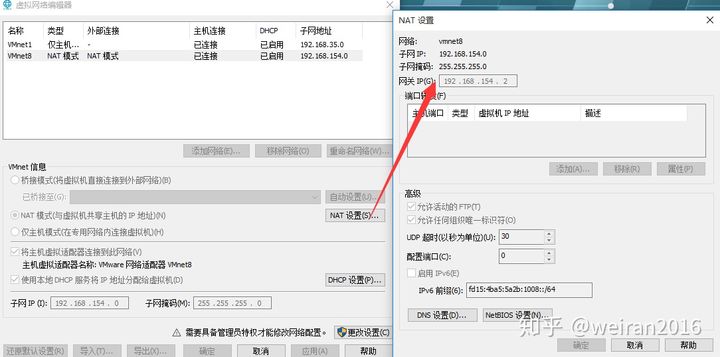 虚拟网络编辑器
名称 类型 外部连接 主机连接 DHCP 子网地址
VMnet1 仅主机... - 已连接 已启用 192.168.35.0
VMnet8 NAT 模式 NAT 模式 已连接 已启用 192.168.154.0
添加网络(E)... 移除网络(O) 重命名网络(W)...
VMnet 信息
桥接模式(将虚拟机直接连接到外部网络)(B)
已桥接至(G): 自动设置(U)...
NAT 模式(与虚拟机共享主机的 IP 地址)(N) NAT 设置(S)...
仅主机模式(在专用网络内连接虚拟机)(H)
将主机虚拟适配器连接到此网络(V)
主机虚拟适配器名称: VMware 网络适配器 VMnet8
使用本地 DHCP 服务将 IP 地址分配给虚拟机(D) DHCP 设置(P)...
子网 IP (I): 192 . 168 . 154 . 0 子网掩码(M): 255 . 255 . 255 . 0
需要具备管理员特权才能修改网络配置。 更改设置(C)
还原默认设置(R) 导入(T)... 导出(X)... 确定 取消 应用(A) 帮助
NAT 设置
网络: vmnet8
子网 IP: 192.168.154.0
子网掩码: 255.255.255.0
网关 IP(G): 192 . 168 . 154 . 2
(F)
主机端口 类型 虚拟机 IP 地址 描述
添加(A)... 移除(R) 属性(P)
高级
允许活动的 FTP(T)
允许任何组织唯一标识符(O)
UDP 超时(以秒为单位)(U): 30
配置端口(C): 0
启用 IPv6(E)
IPv6 前缀(6): fd15:4ba5:5a2b:1008::/64
DNS 设置(D)... NetBIOS 设置(N)...
知乎 @weiran2016
确定 取消 帮助